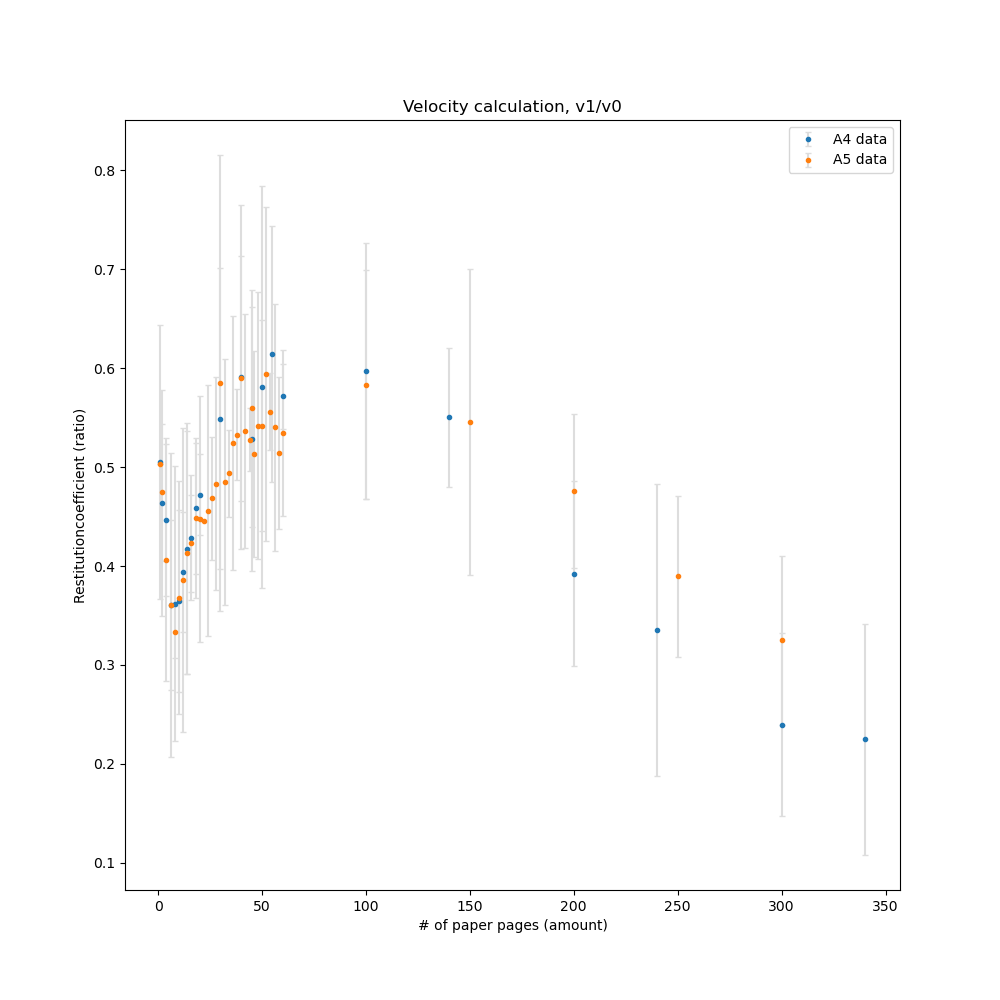 Velocity calculation, v1/v0
A4 data
A5 data
0.8
0.7
0.6
0.5
0.4
0.3
0.2
0.1
Restitutioncoefficient (ratio)
0 50 100 150 200 250 300 350
# of paper pages (amount)